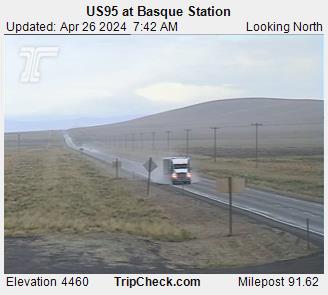 US95 at Basque Station
Updated: Apr 26 2024 7:42 AM Looking North
Elevation 4460 TripCheck.com Milepost 91.62